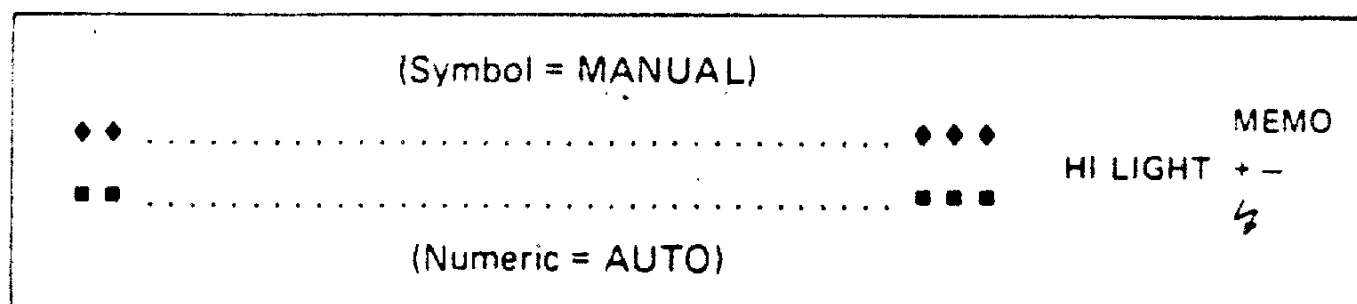 (Symbol = MANUAL)
♦ ♦ ................................ ♦ ♦ ♦
■ ■ ................................ ■ ■ ■
(Numeric = AUTO)
MEMO
HI LIGHT + –